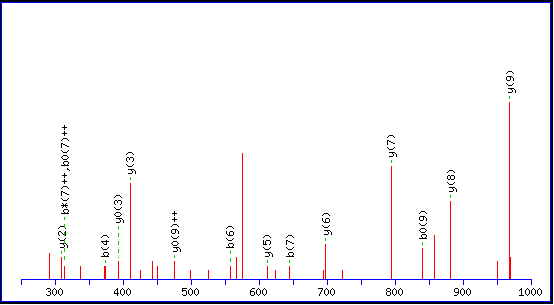 y(2)
b*(7)++,b0(7)++
b(4)
y0(3)
y(3)
y0(9)++
b(6)
y(5)
b(7)
y(6)
y(7)
b0(9)
y(8)
y(9)
300 400 500 600 700 800 900 1000